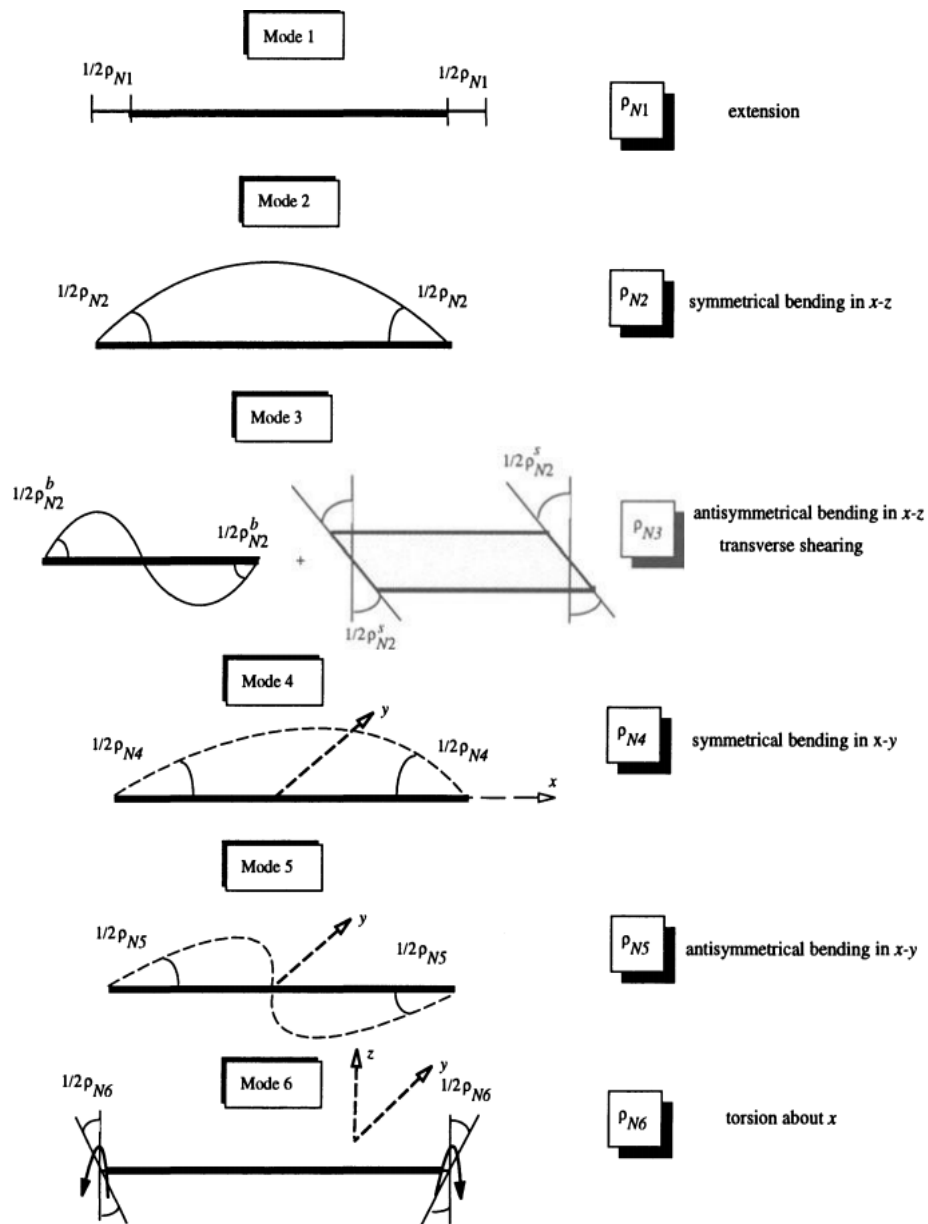 Mode 1
1/2ρN1 1/2ρN1
ρN1 extension
Mode 2
1/2ρN2 1/2ρN2
ρN2 symmetrical bending in x-z
Mode 3
1/2ρbN2 1/2ρbN2
+
1/2ρsN2 1/2ρsN2
1/2ρsN2
ρN3 antisymmetrical bending in x-z
transverse shearing
Mode 4
y
1/2ρN4 1/2ρN4
x
ρN4 symmetrical bending in x-y
Mode 5
y
1/2ρN5 1/2ρN5
ρN5 antisymmetrical bending in x-y
Mode 6
z y
1/2ρN6 1/2ρN6
ρN6 torsion about x